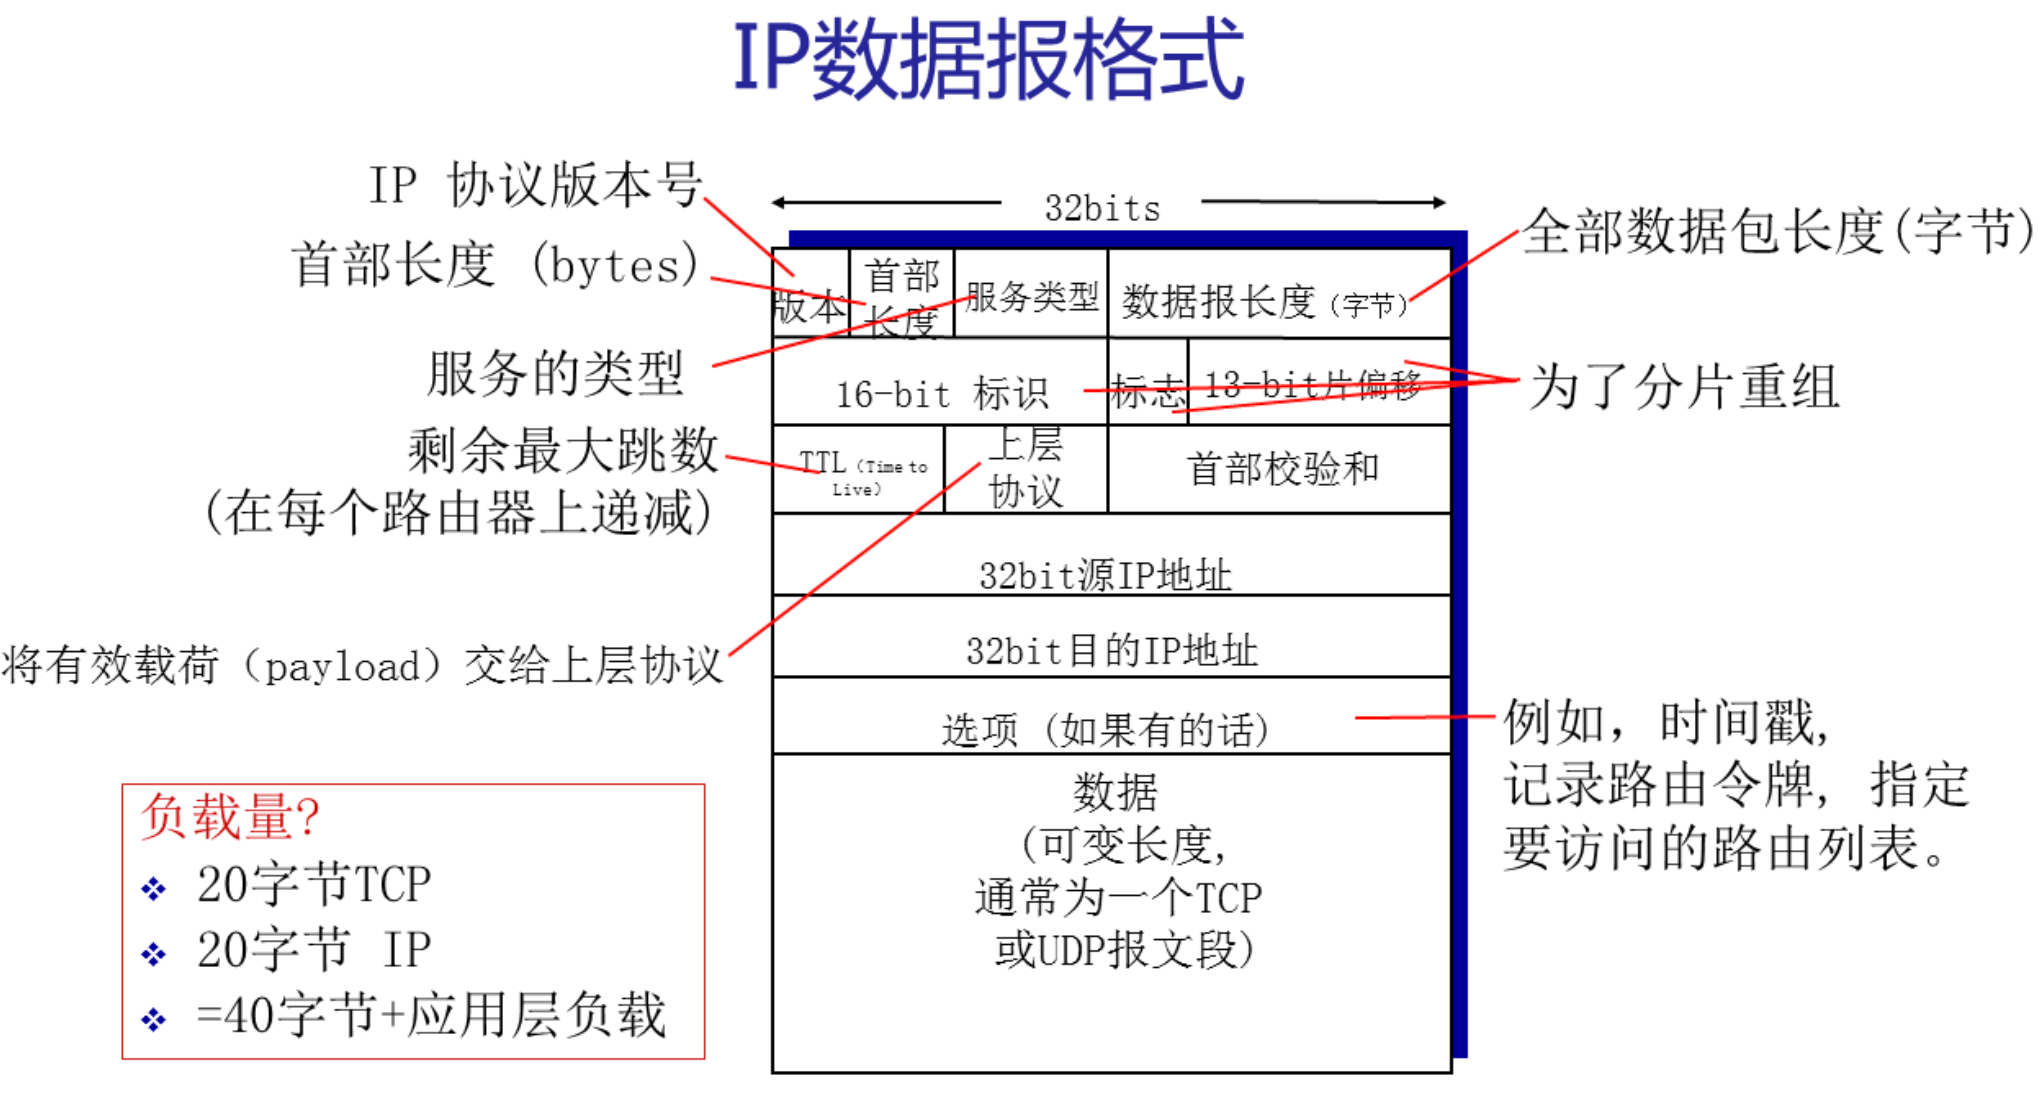 IP数据报格式
IP 协议版本号
首部长度 (bytes)
服务的类型
剩余最大跳数
(在每个路由器上递减)
将有效载荷（payload）交给上层协议
32bits
版本
首部
长度
服务类型
数据报长度（字节）
16-bit 标识
标志
13-bit片偏移
TTL（Time to
Live）
上层
协议
首部校验和
32bit源IP地址
32bit目的IP地址
选项 (如果有的话)
数据
(可变长度,
通常为一个TCP
或UDP报文段)
全部数据包长度(字节)
为了分片重组
例如，时间戳,
记录路由令牌, 指定
要访问的路由列表。
负载量?
❖ 20字节TCP
❖ 20字节 IP
❖ =40字节+应用层负载